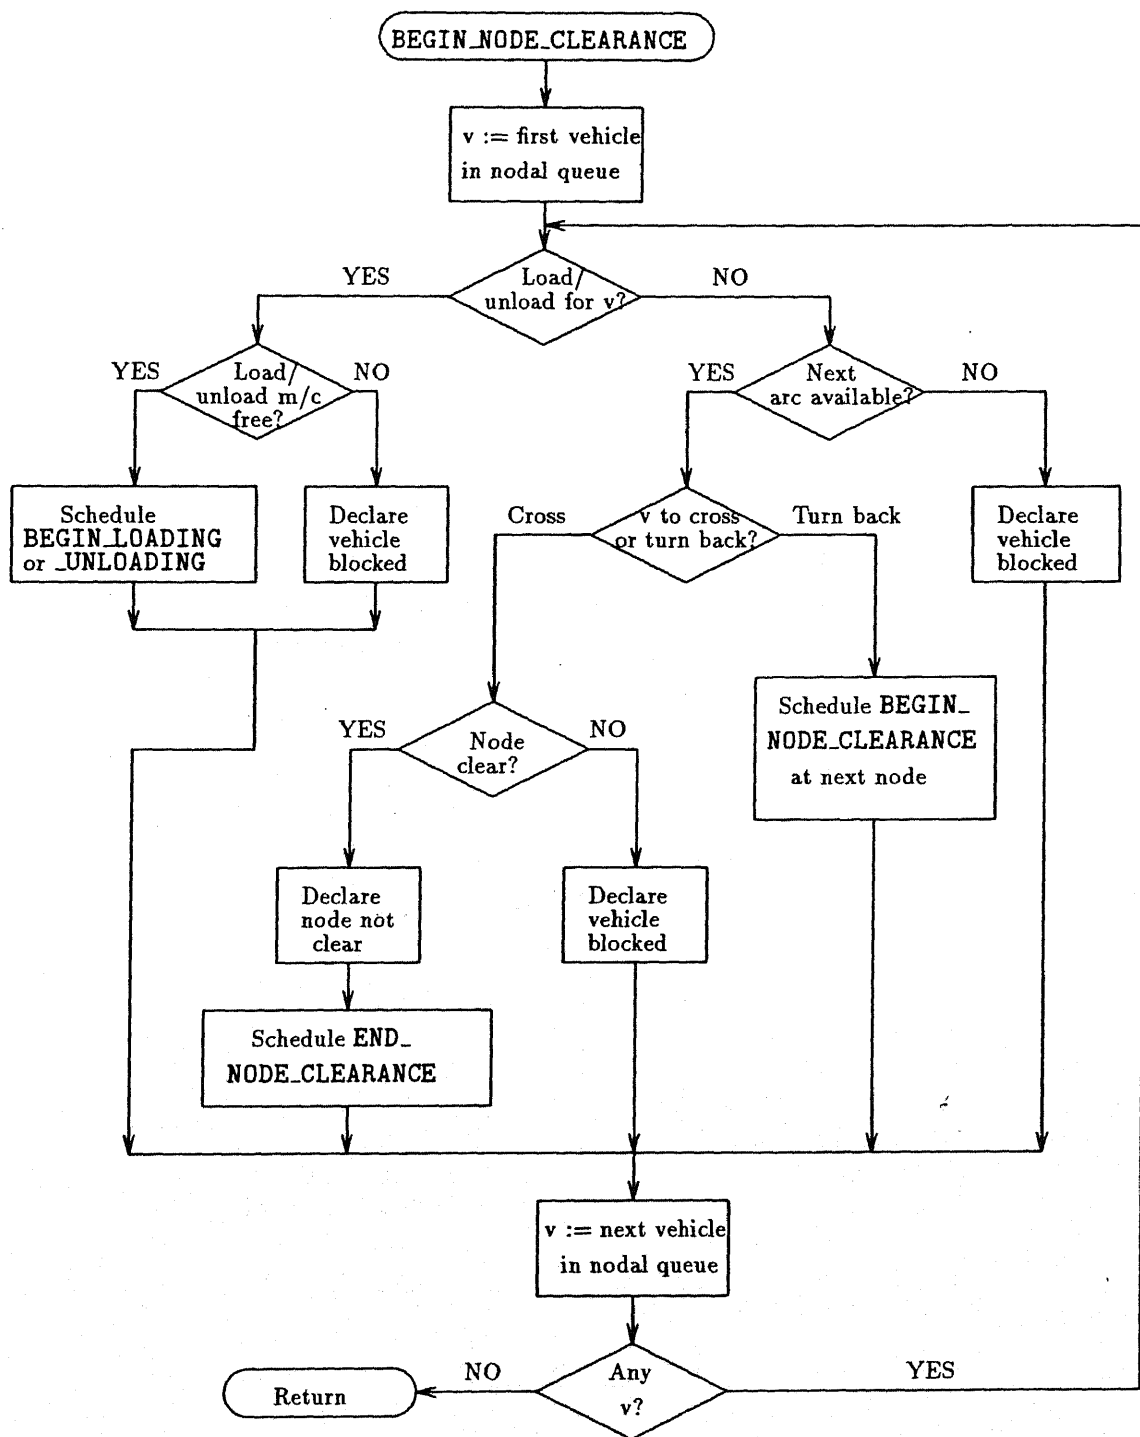 BEGIN_NODE_CLEARANCE
v := first vehicle
in nodal queue
YES
Load/
unload for v?
NO
YES
Load/
unload m/c
free?
NO
YES
Next
arc available?
NO
Schedule
BEGIN_LOADING
or _UNLOADING
Declare
vehicle
blocked
Cross
v to cross
or turn back?
Turn back
Declare
vehicle
blocked
YES
Node
clear?
NO
Schedule BEGIN_
NODE_CLEARANCE
at next node
Declare
node not
clear
Declare
vehicle
blocked
Schedule END_
NODE_CLEARANCE
v := next vehicle
in nodal queue
Return
NO
Any
v?
YES